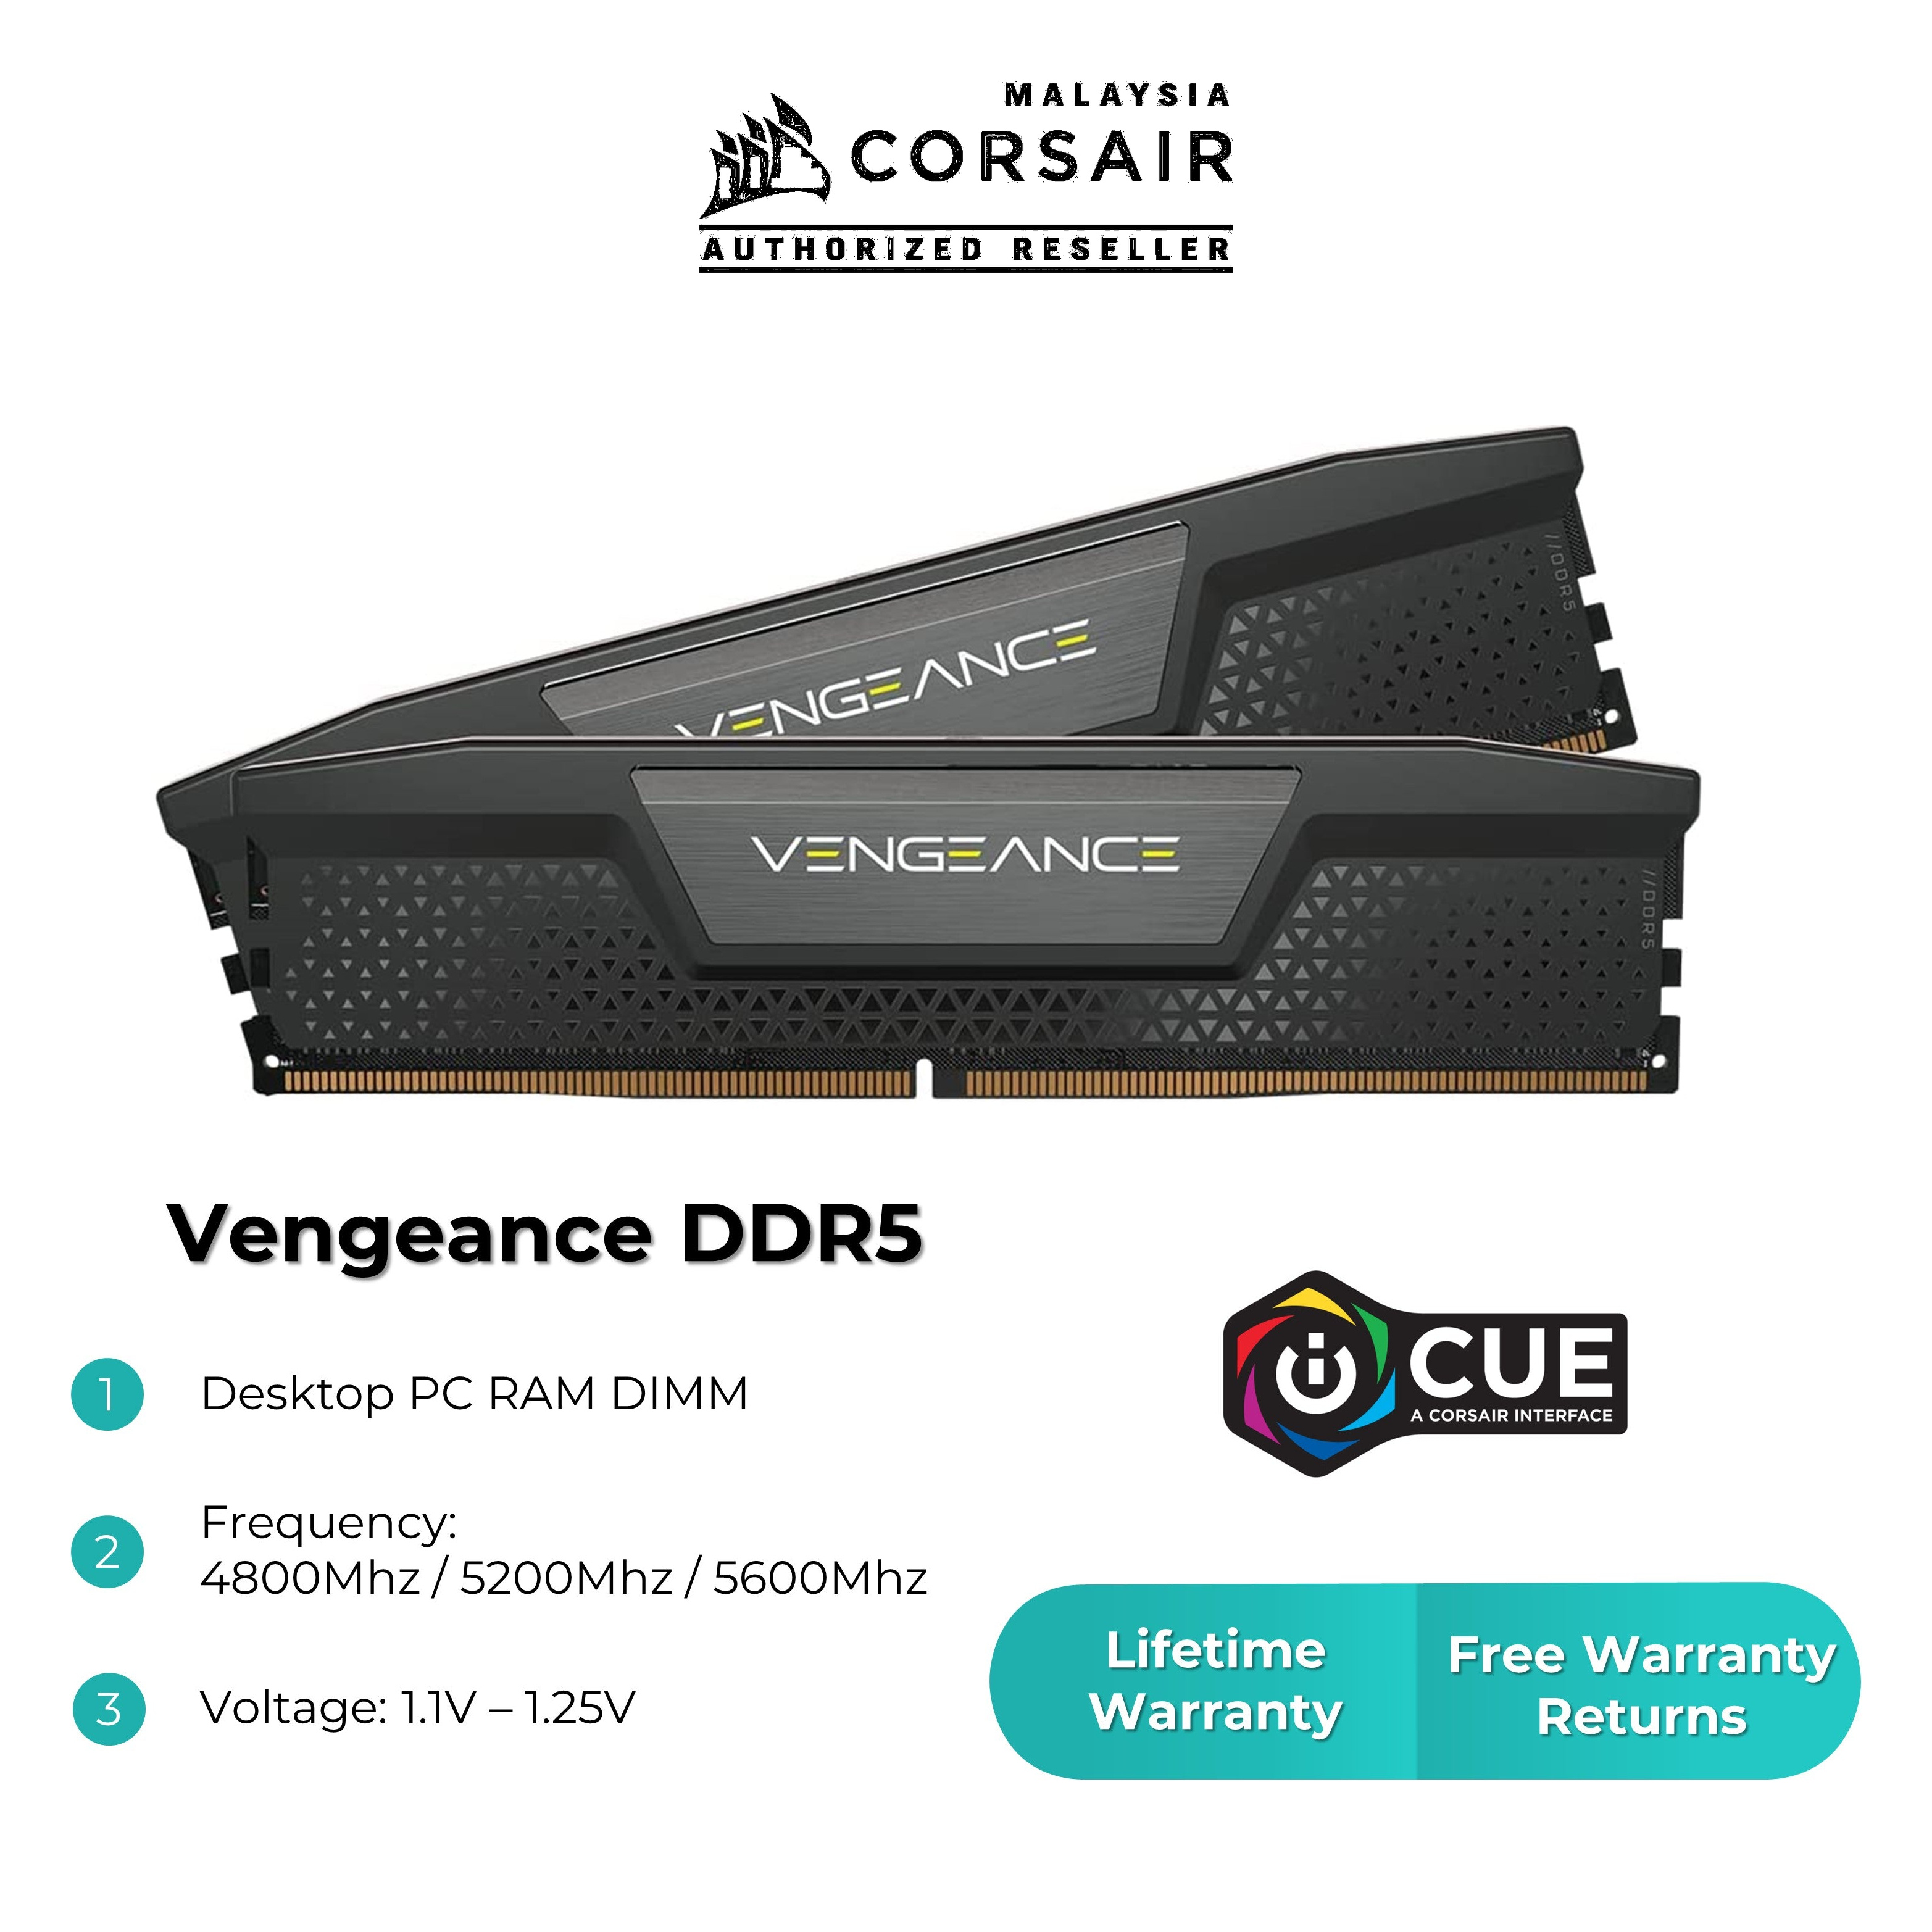 MALAYSIA
CORSAIR
AUTHORIZED RESELLER
//DDR5
VENGEANCE
VENGEANCE
//DDR5
Vengeance DDR5
1 Desktop PC RAM DIMM
2 Frequency:
4800Mhz / 5200Mhz / 5600Mhz
3 Voltage: 1.1V – 1.25V
iCUE
A CORSAIR INTERFACE
Lifetime
Warranty
Free Warranty
Returns